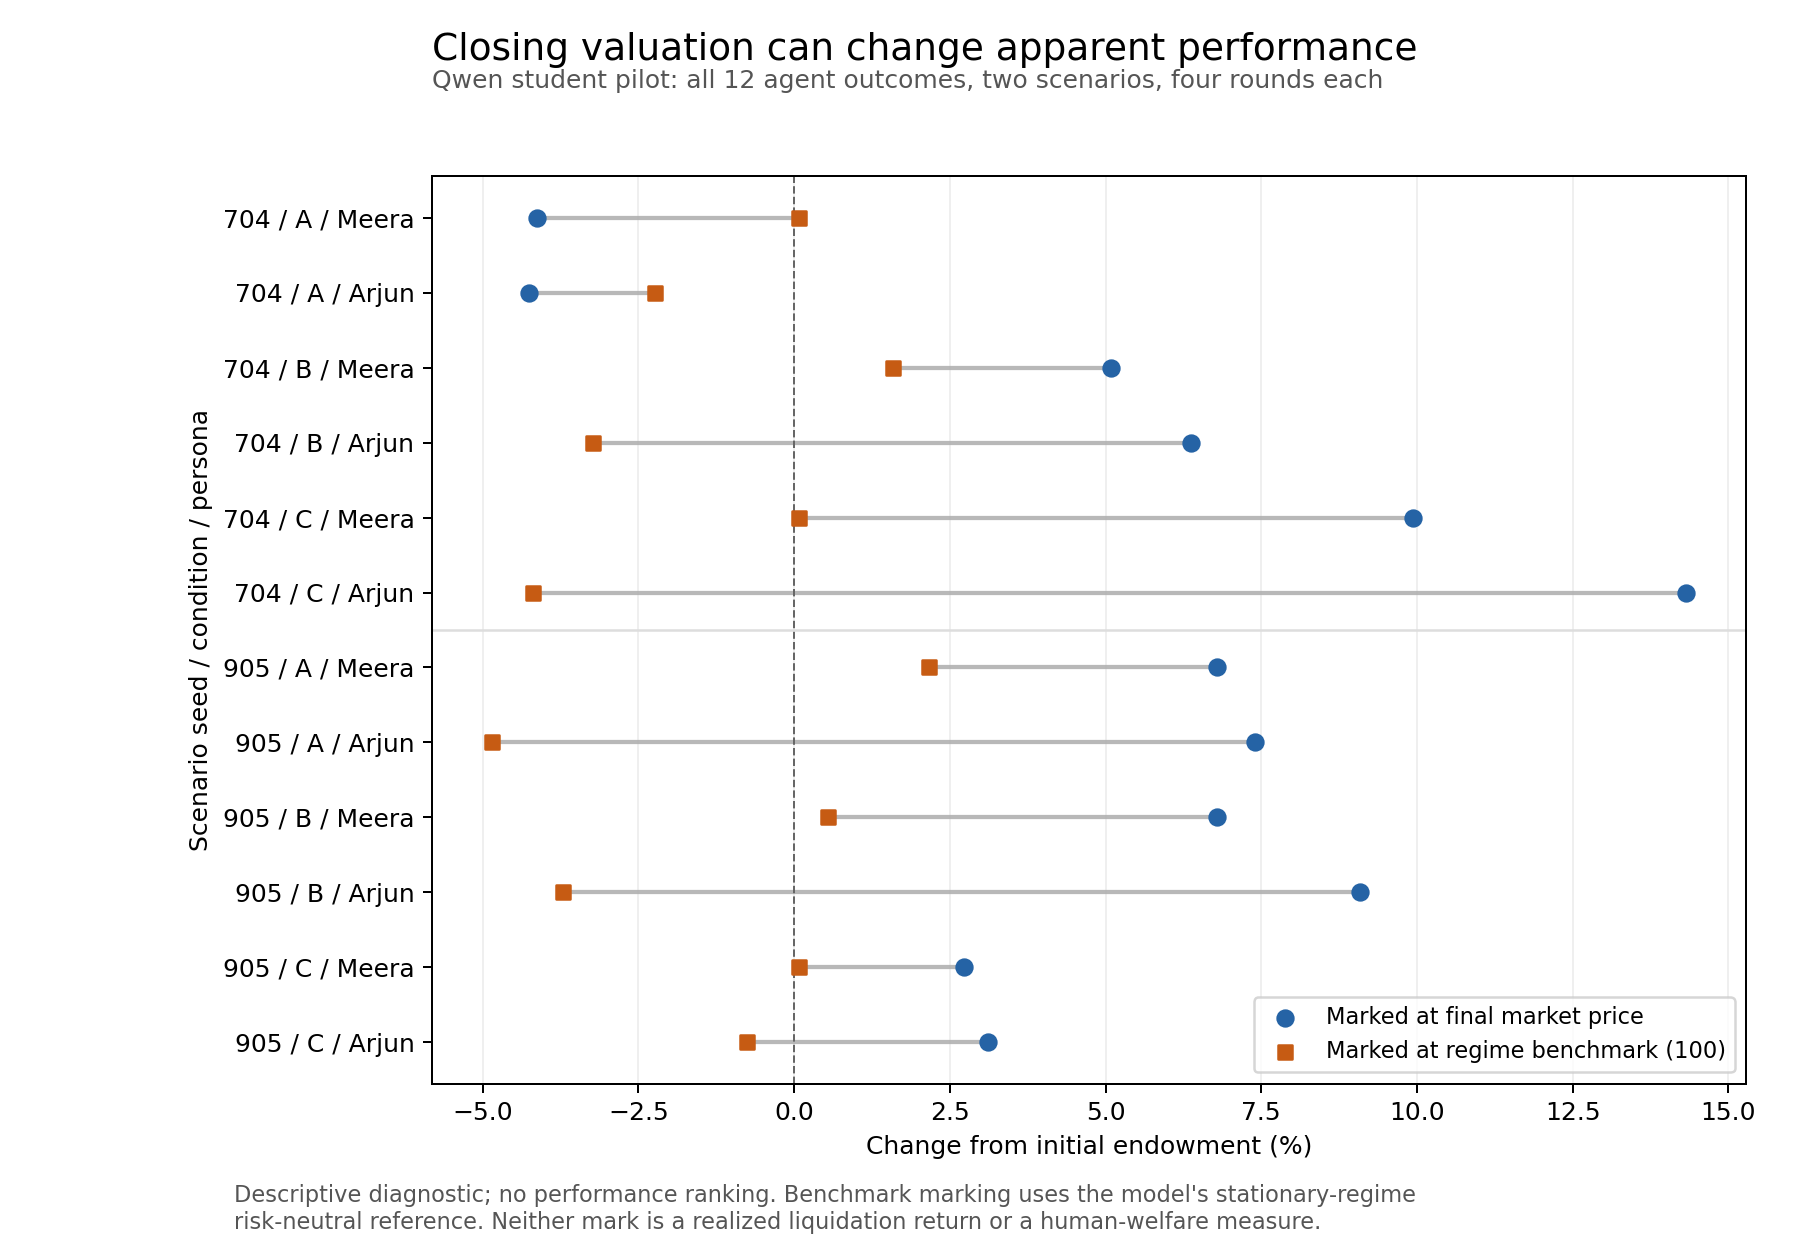 Closing valuation can change apparent performance
Qwen student pilot: all 12 agent outcomes, two scenarios, four rounds each
Scenario seed / condition / persona
704 / A / Meera
704 / A / Arjun
704 / B / Meera
704 / B / Arjun
704 / C / Meera
704 / C / Arjun
905 / A / Meera
905 / A / Arjun
905 / B / Meera
905 / B / Arjun
905 / C / Meera
905 / C / Arjun
Marked at final market price
Marked at regime benchmark (100)
−5.0 −2.5 0.0 2.5 5.0 7.5 10.0 12.5 15.0
Change from initial endowment (%)
Descriptive diagnostic; no performance ranking. Benchmark marking uses the model's stationary-regime
risk-neutral reference. Neither mark is a realized liquidation return or a human-welfare measure.